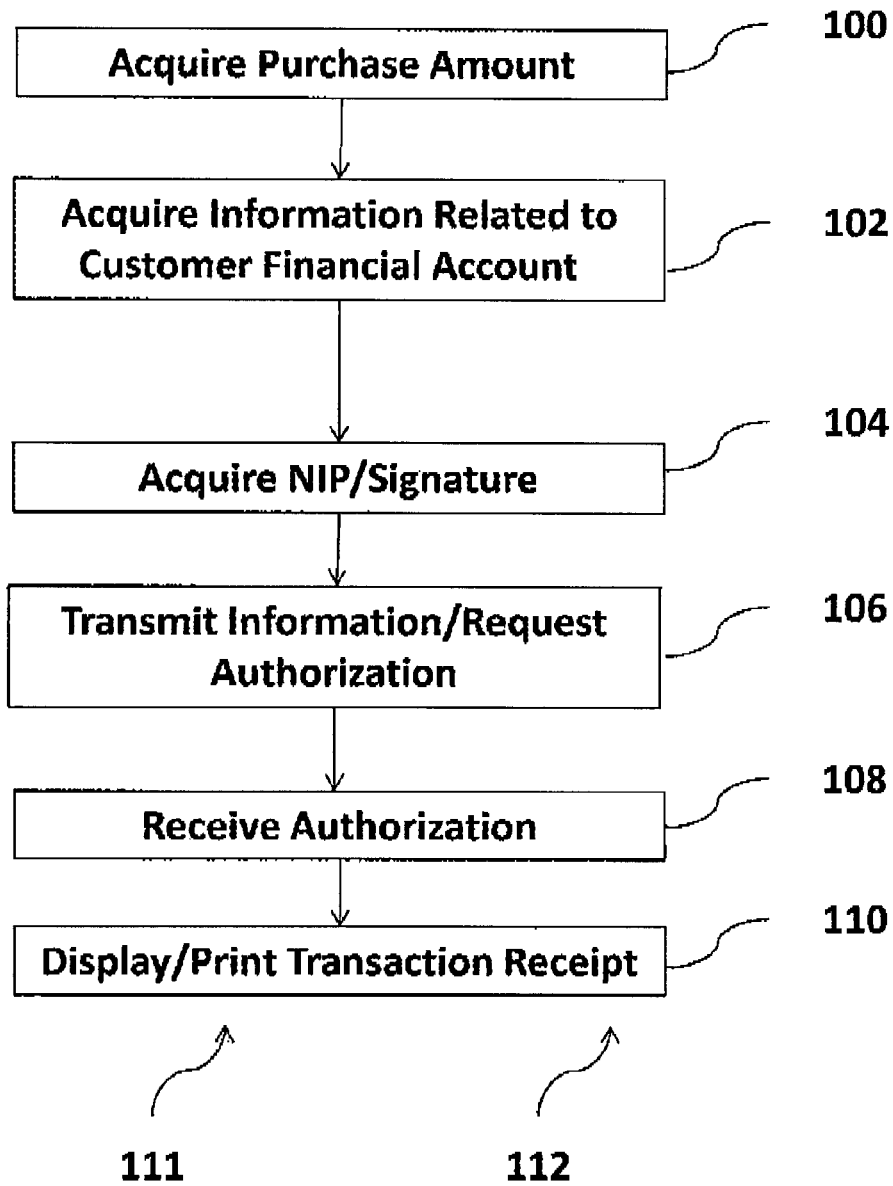 100
Acquire Purchase Amount
Acquire Information Related to
Customer Financial Account
102
104
Acquire NIP/Signature
Transmit Information/Request
Authorization
106
108
Receive Authorization
110
Display/Print Transaction Receipt
111
112